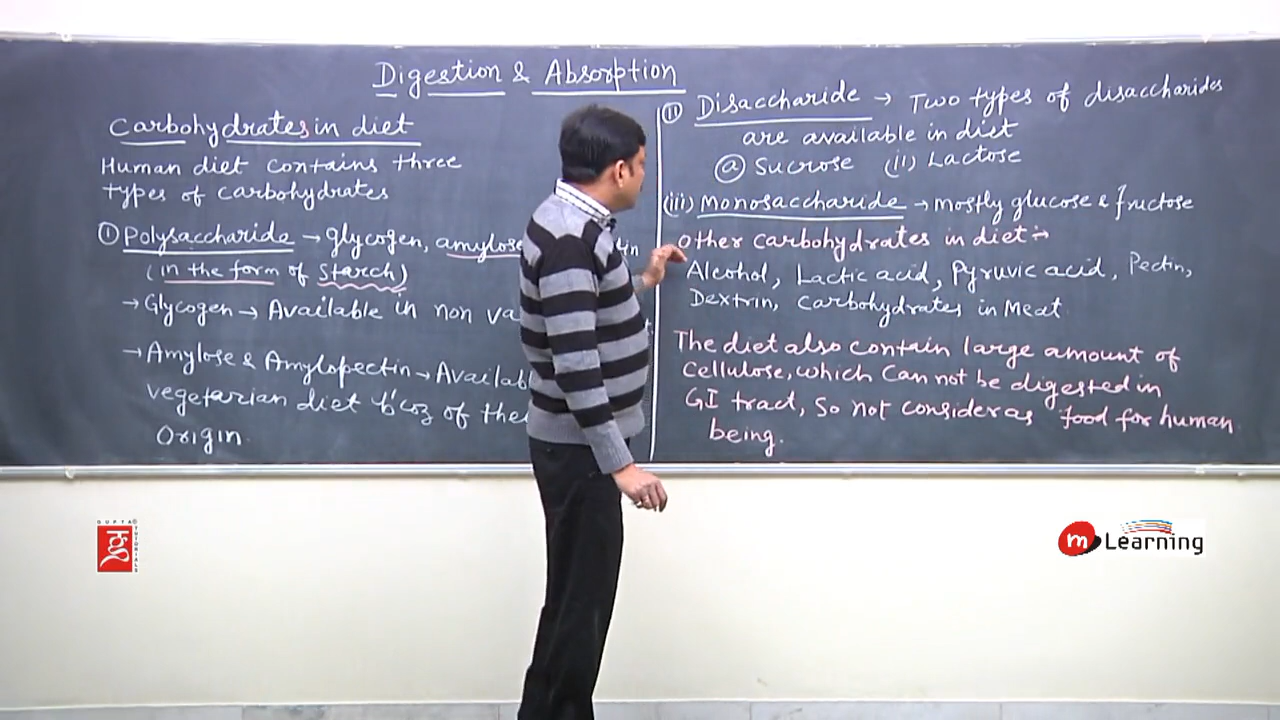 Digestion & Absorption
Carbohydrates in diet
Human diet contains three
types of carbohydrates
① Polysaccharide → glycogen, amylose
(in the form of starch)
→ Glycogen → Available in non
→ Amylose & Amylopectin →
vegetarian diet b'coz of
Origin.
(ii) Disaccharide → Two types of disaccharides
are available in diet
ⓐ Sucrose (ii) Lactose
(iii) Monosaccharide → mostly glucose & fructose
Other carbohydrates in diet :→
Alcohol, Lactic acid, Pyruvic acid, Pectin,
Dextrin, Carbohydrates in Meat.
The diet also contain large amount of
cellulose, which can not be digested in
GI tract, so not consider as food for human
being.
GUPTA
TUTORIALS
m Learning